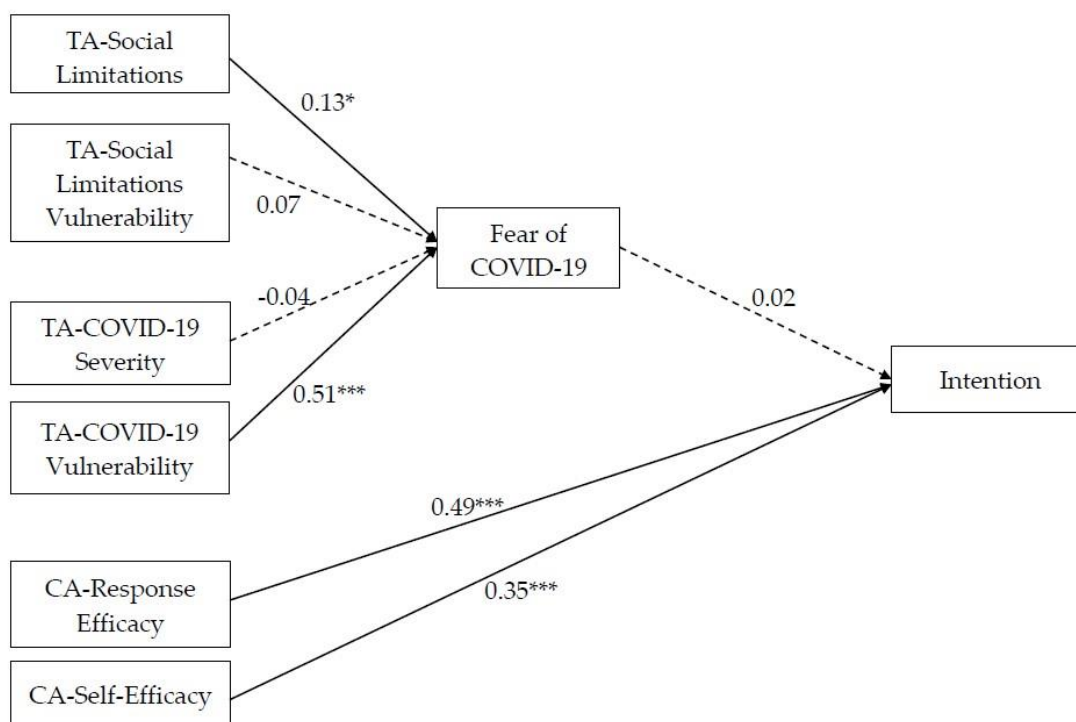 TA-Social
Limitations
0.13*
TA-Social
Limitations
Vulnerability
0.07
Fear of
COVID-19
-0.04
0.02
TA-COVID-19
Severity
Intention
0.51***
TA-COVID-19
Vulnerability
0.49***
CA-Response
Efficacy
0.35***
CA-Self-Efficacy